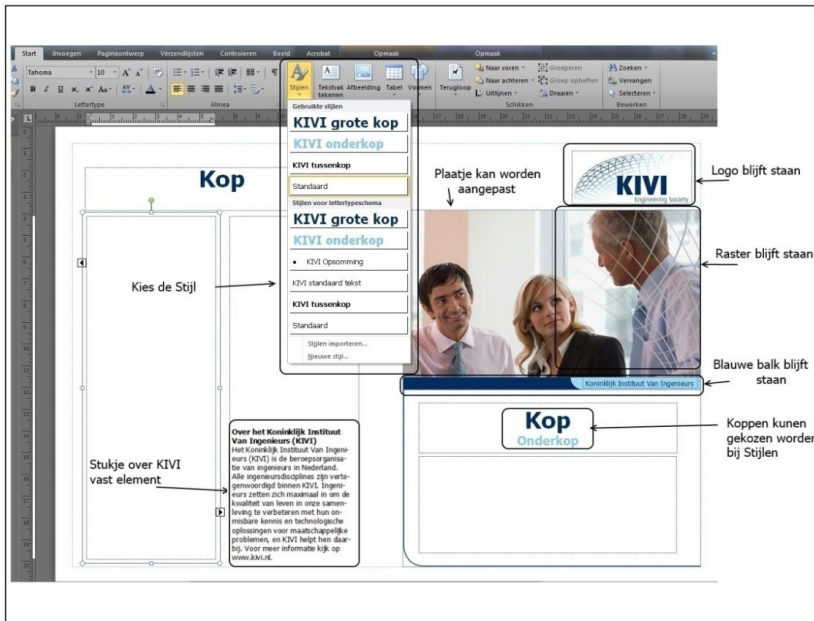 Start Invoegen Paginaontwerp Verzendlijsten Controleren Beeld Acrobat Opmaak Opmaak
Tahoma 10
B I U
Lettertype
Alinea
Stijlen
Tekstvak tekenen
Afbeelding
Tabel
Vormen
Terugloop
Naar voren
Naar achteren
Uitlijnen
Groeperen
Groep opheffen
Draaien
Schikken
Zoeken
Vervangen
Selecteren
Bewerken
Gebruikte stijlen
KIVI grote kop
KIVI onderkop
KIVI tussenkop
Standaard
Stijlen voor lettertypeschema
KIVI grote kop
KIVI onderkop
• KIVI Opsomming
KIVI standaard tekst
KIVI tussenkop
Standaard
Stijlen importeren...
Nieuwe stijl...
Kop
Kies de Stijl
Stukje over KIVI
vast element
Over het Koninklijk Instituut
Van Ingenieurs (KIVI)
Het Koninklijk Instituut Van Ingeni-
eurs (KIVI) is de beroepsorganisa-
tie van ingenieurs in Nederland.
Alle ingenieursdisciplines zijn verte-
genwoordigd binnen KIVI. Ingeni-
eurs zetten zich maximaal in om de
kwaliteit van leven in onze samen-
leving te verbeteren met hun on-
misbare kennis en technologische
oplossingen voor maatschappelijke
problemen, en KIVI helpt hen daar-
bij. Voor meer informatie kijk op
www.kivi.nl.
Plaatje kan worden
aangepast
KIVI
Engineering Society
Logo blijft staan
Raster blijft staan
Blauwe balk blijft
staan
Koninklijk Instituut Van Ingenieurs
Kop
Onderkop
Koppen kunen
gekozen worden
bij Stijlen